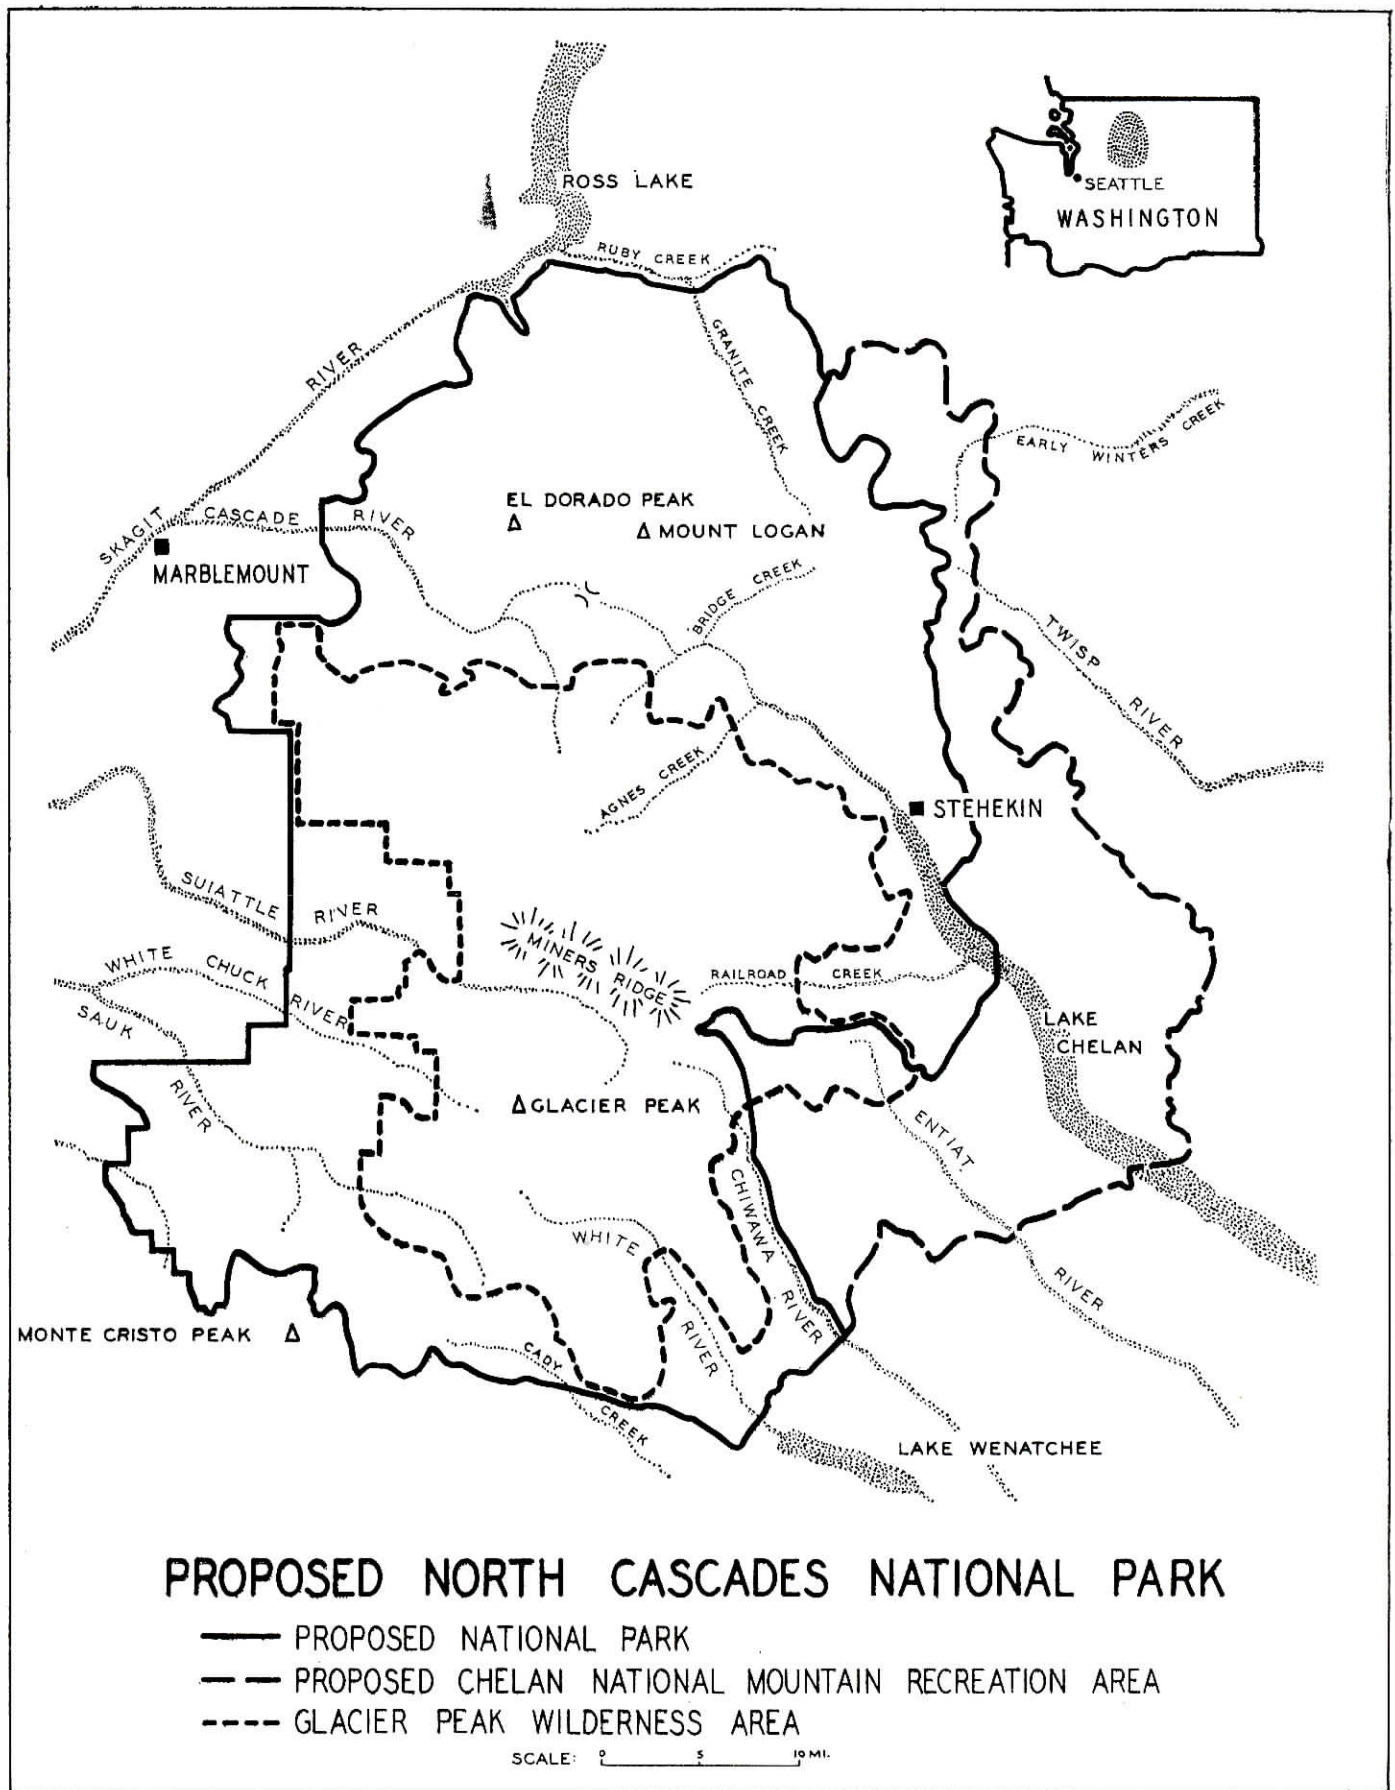 ROSS LAKE
SEATTLE
WASHINGTON
RUBY CREEK
GRANITE CREEK
RIVER
EARLY WINTERS CREEK
EL DORADO PEAK
MOUNT LOGAN
SKAGIT
CASCADE RIVER
MARBLEMOUNT
BRIDGE CREEK
TWISP RIVER
AGNES CREEK
STEHEKIN
SUIATTLE RIVER
MINERS RIDGE
WHITE CHUCK RIVER
RAILROAD CREEK
SAUK RIVER
LAKE
CHELAN
GLACIER PEAK
ENTIAT RIVER
CHIWAWA RIVER
WHITE RIVER
MONTE CRISTO PEAK
CADY CREEK
LAKE WENATCHEE
PROPOSED NORTH CASCADES NATIONAL PARK
PROPOSED NATIONAL PARK
PROPOSED CHELAN NATIONAL MOUNTAIN RECREATION AREA
GLACIER PEAK WILDERNESS AREA
SCALE: 0 5 10 MI.